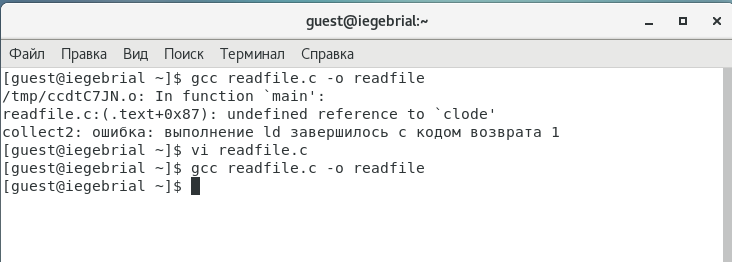 guest@iegebrial:~
Файл Правка Вид Поиск Терминал Справка
[guest@iegebrial ~]$ gcc readfile.c -o readfile
/tmp/ccdtC7JN.o: In function `main':
readfile.c:(.text+0x87): undefined reference to `clode'
collect2: ошибка: выполнение ld завершилось с кодом возврата 1
[guest@iegebrial ~]$ vi readfile.c
[guest@iegebrial ~]$ gcc readfile.c -o readfile
[guest@iegebrial ~]$